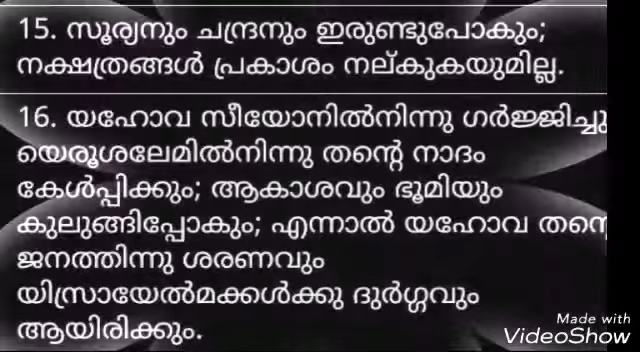 15. സൂര്യനും ചന്ദ്രനും ഇരുണ്ടുപോകും;
നക്ഷത്രങ്ങൾ പ്രകാശം നല്കുകയുമില്ല.
16. യഹോവ സീയോനിൽനിന്നു ഗർജ്ജിച്ചു
യെരൂശലേമിൽനിന്നു തന്റെ നാദം
കേൾപ്പിക്കും; ആകാശവും ഭൂമിയും
കുലുങ്ങിപ്പോകും; എന്നാൽ യഹോവ തന്റെ
ജനത്തിന്നു ശരണവും
യിസ്രായേൽമക്കൾക്കു ദുർഗ്ഗവും
ആയിരിക്കും.
Made with
VideoShow